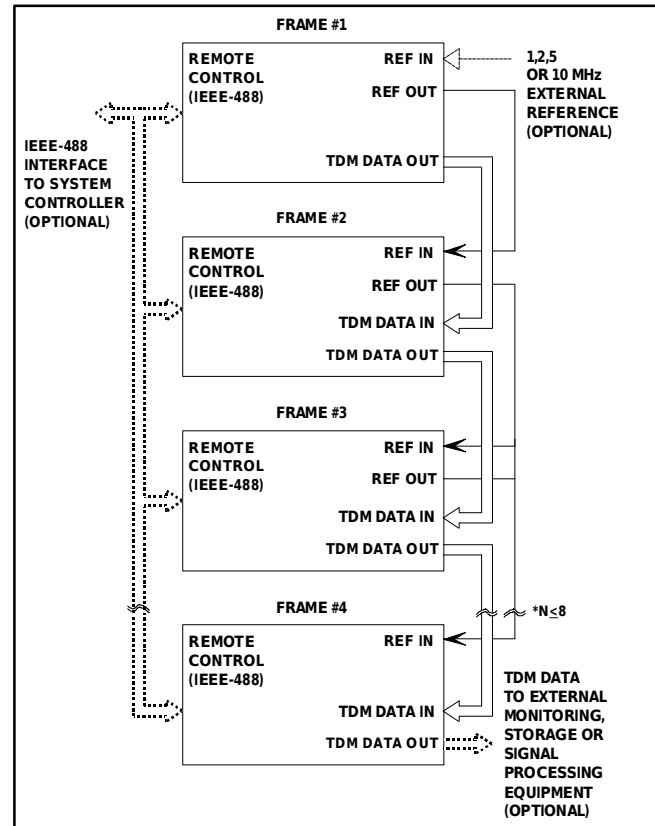 FRAME #1
REMOTE
CONTROL
(IEEE-488)
REF IN
REF OUT
TDM DATA OUT
1,2,5
OR 10 MHz
EXTERNAL
REFERENCE
(OPTIONAL)
IEEE-488
INTERFACE
TO SYSTEM
CONTROLLER
(OPTIONAL)
FRAME #2
REMOTE
CONTROL
(IEEE-488)
REF IN
REF OUT
TDM DATA IN
TDM DATA OUT
FRAME #3
REMOTE
CONTROL
(IEEE-488)
REF IN
REF OUT
TDM DATA IN
TDM DATA OUT
*N≤8
FRAME #4
REMOTE
CONTROL
(IEEE-488)
REF IN
TDM DATA IN
TDM DATA OUT
TDM DATA
TO EXTERNAL
MONITORING,
STORAGE OR
SIGNAL
PROCESSING
EQUIPMENT
(OPTIONAL)